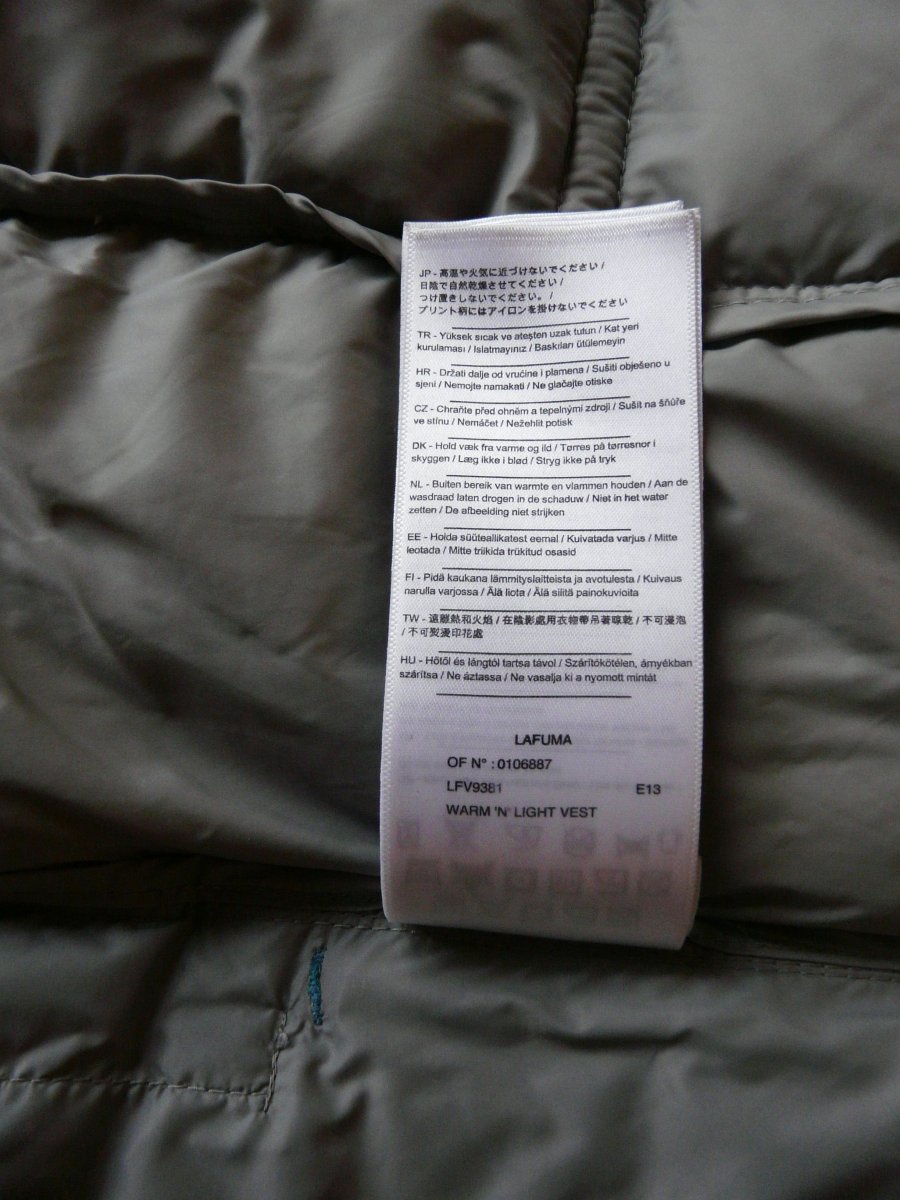 JP - 高温や火気に近づけないでください /
日陰で自然乾燥させてください /
つけ置きしないでください。 /
プリント柄にはアイロンを掛けないでください
TR - Yüksek sıcak ve ateşten uzak tutun / Kat yeri
kurulaması / Islatmayınız / Baskıları ütülemeyin
HR - Držati dalje od vrućine i plamena / Sušiti obješeno u
sjeni / Nemojte namakati / Ne glačajte otiske
CZ - Chraňte před ohněm a tepelnými zdroji / Sušit na šňůře
ve stínu / Nemáčet / Nežehlit potisk
DK - Hold væk fra varme og ild / Tørres på tørresnor i
skyggen / Læg ikke i blød / Stryg ikke på tryk
NL - Buiten bereik van warmte en vlammen houden / Aan de
wasdraad laten drogen in de schaduw / Niet in het water
zetten / De afbeelding niet strijken
EE - Hoida süüteallikatest eemal / Kuivatada varjus / Mitte
leotada / Mitte triikida trükitud osasid
FI - Pidä kaukana lämmityslaitteista ja avotulesta / Kuivaus
narulla varjossa / Älä liota / Älä silitä painokuvioita
TW - 遠離熱和火焰 / 在陰影處用衣物帶吊著晾乾 / 不可浸泡
/ 不可熨燙印花處
HU - Hőtől és lángtól tartsa távol / Szárítókötélen, árnyékban
szárítsa / Ne áztassa / Ne vasalja ki a nyomott mintát
LAFUMA
OF N° : 0106887
LFV9381 E13
WARM 'N' LIGHT VEST